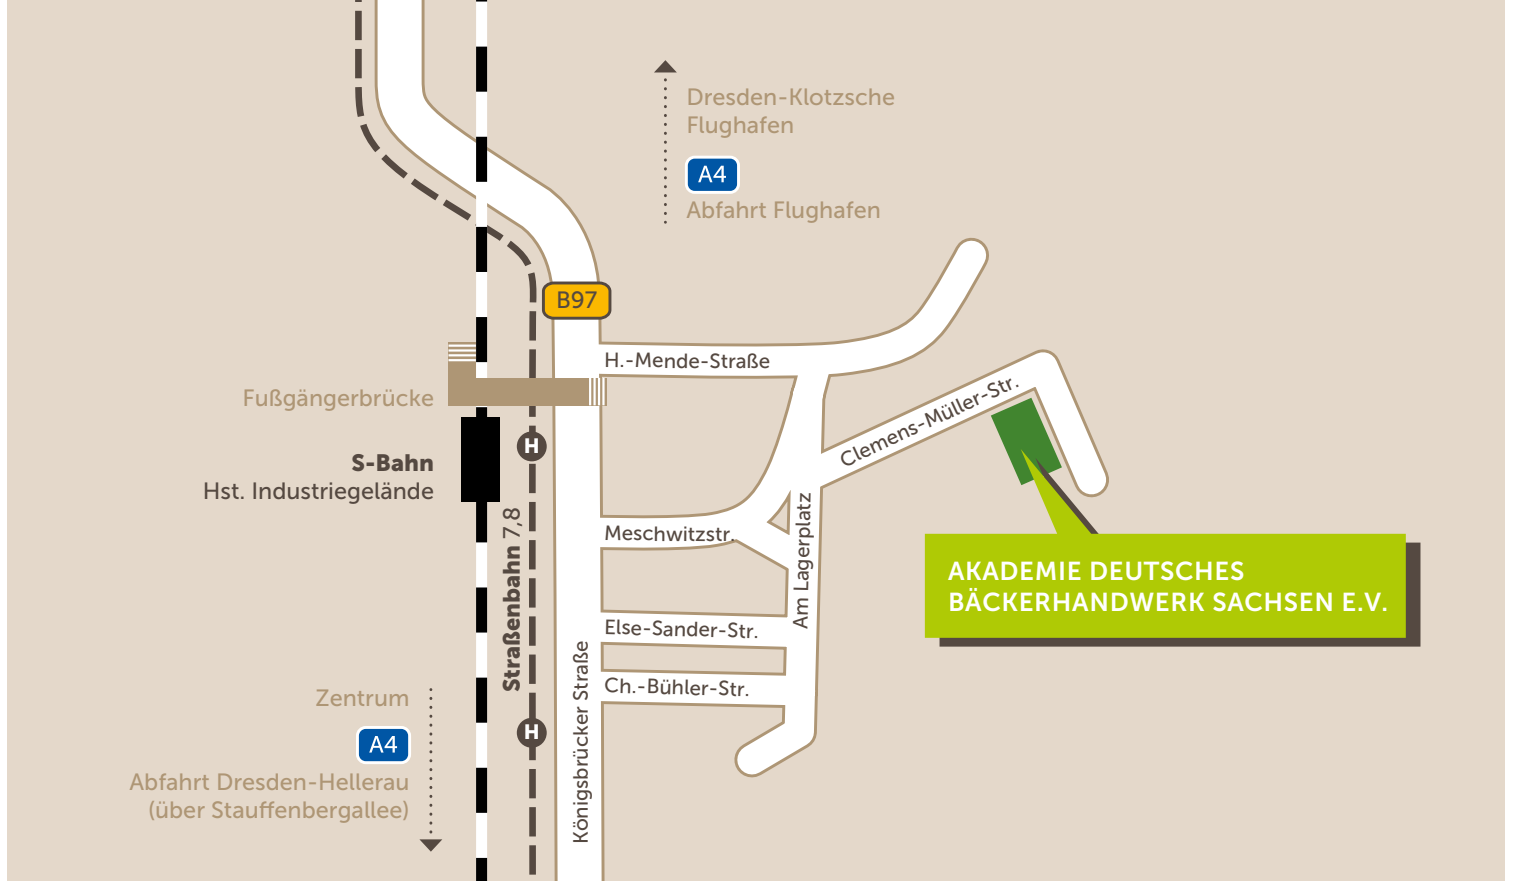 Dresden-Klotzsche
Flughafen
A4
Abfahrt Flughafen
B97
H.-Mende-Straße
Clemens-Müller-Str.
Fußgängerbrücke
H
S-Bahn
Hst. Industriegelände
Straßenbahn 7,8
Meschwitzstr.
Am Lagerplatz
AKADEMIE DEUTSCHES
BÄCKERHANDWERK SACHSEN E.V.
Else-Sander-Str.
Ch.-Bühler-Str.
Königsbrücker Straße
H
Zentrum
A4
Abfahrt Dresden-Hellerau
(über Stauffenbergallee)